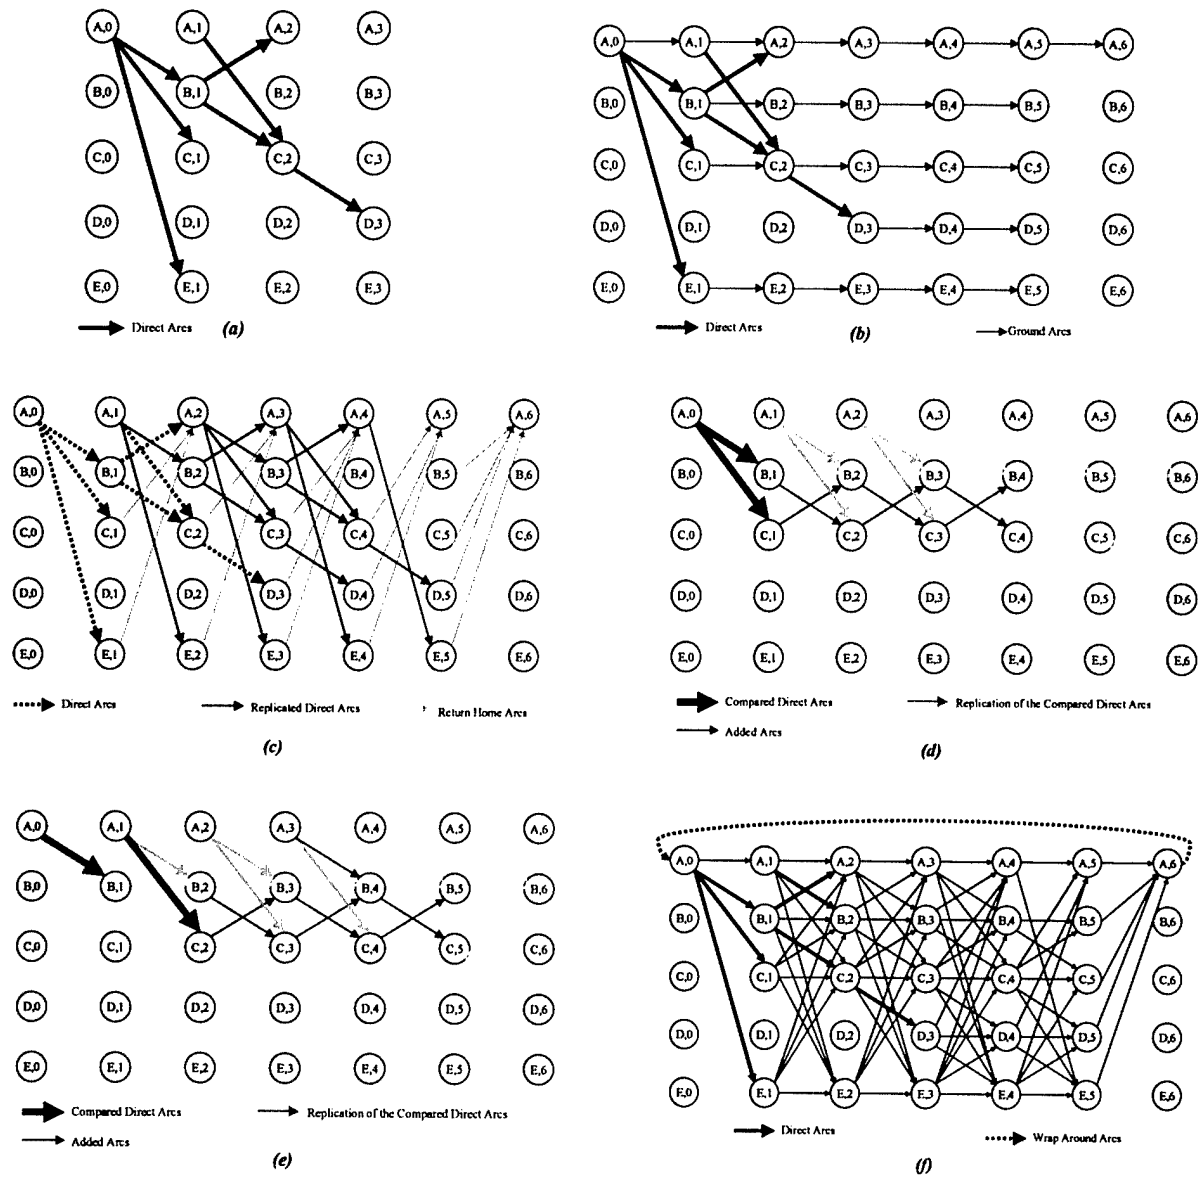 A,0 A,1 A,2 A,3
B,0 B,1 B,2 B,3
C,0 C,1 C,2 C,3
D,0 D,1 D,2 D,3
E,0 E,1 E,2 E,3
Direct Arcs
(a)
A,0 A,1 A,2 A,3 A,4 A,5 A,6
B,0 B,1 B,2 B,3 B,4 B,5 B,6
C,0 C,1 C,2 C,3 C,4 C,5 C,6
D,0 D,1 D,2 D,3 D,4 D,5 D,6
E,0 E,1 E,2 E,3 E,4 E,5 E,6
Direct Arcs Ground Arcs
(b)
A,0 A,1 A,2 A,3 A,4 A,5 A,6
B,0 B,1 B,2 B,3 B,4 B,5 B,6
C,0 C,1 C,2 C,3 C,4 C,5 C,6
D,0 D,1 D,2 D,3 D,4 D,5 D,6
E,0 E,1 E,2 E,3 E,4 E,5 E,6
Direct Arcs Replicated Direct Arcs Return Home Arcs
(c)
A,0 A,1 A,2 A,3 A,4 A,5 A,6
B,0 B,1 B,2 B,3 B,4 B,5 B,6
C,0 C,1 C,2 C,3 C,4 C,5 C,6
D,0 D,1 D,2 D,3 D,4 D,5 D,6
E,0 E,1 E,2 E,3 E,4 E,5 E,6
Compared Direct Arcs Replication of the Compared Direct Arcs
Added Arcs
(d)
A,0 A,1 A,2 A,3 A,4 A,5 A,6
B,0 B,1 B,2 B,3 B,4 B,5 B,6
C,0 C,1 C,2 C,3 C,4 C,5 C,6
D,0 D,1 D,2 D,3 D,4 D,5 D,6
E,0 E,1 E,2 E,3 E,4 E,5 E,6
Compared Direct Arcs Replication of the Compared Direct Arcs
Added Arcs
(e)
A,0 A,1 A,2 A,3 A,4 A,5 A,6
B,0 B,1 B,2 B,3 B,4 B,5 B,6
C,0 C,1 C,2 C,3 C,4 C,5 C,6
D,0 D,1 D,2 D,3 D,4 D,5 D,6
E,0 E,1 E,2 E,3 E,4 E,5 E,6
Direct Arcs Wrap Around Arcs
(f)